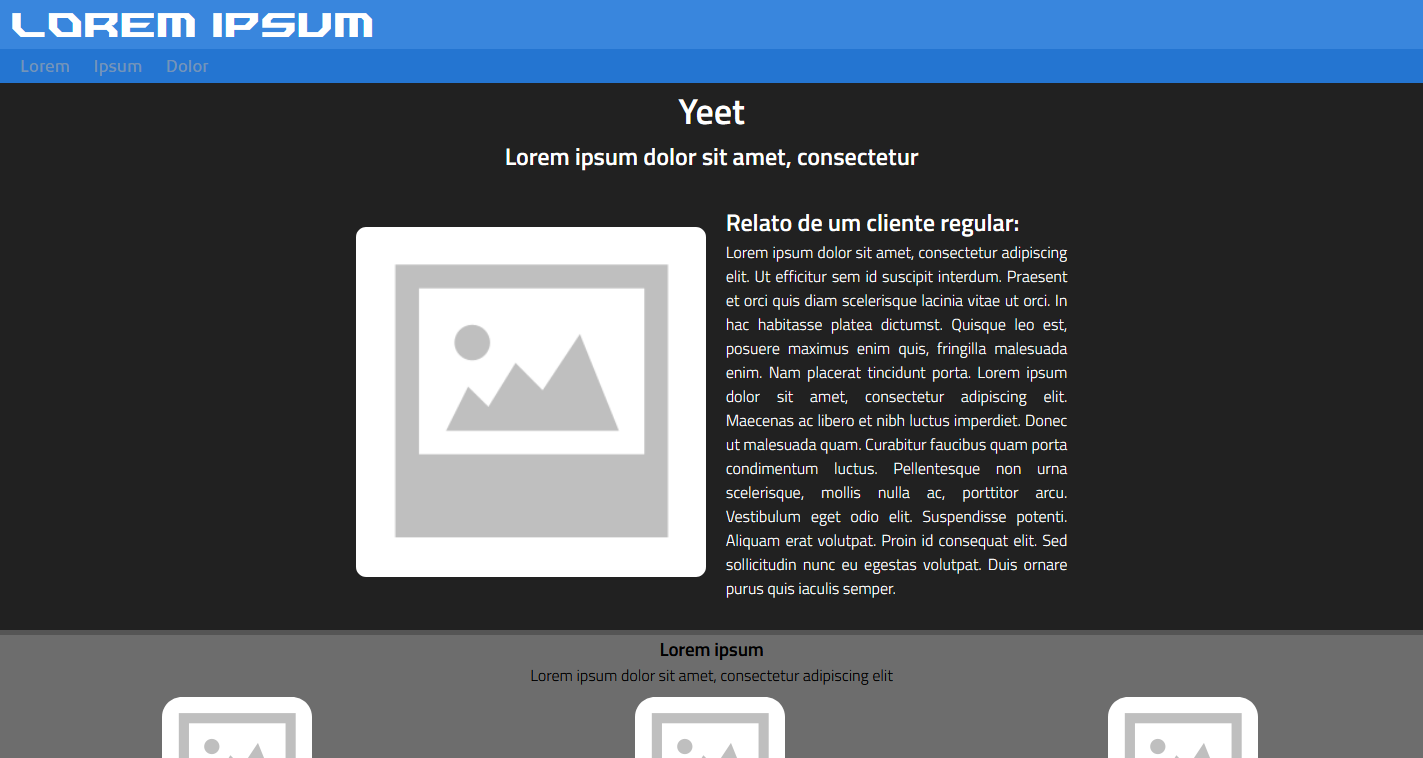 LOREM IPSUM
Lorem Ipsum Dolor
Yeet
Lorem ipsum dolor sit amet, consectetur
Relato de um cliente regular:
Lorem ipsum dolor sit amet, consectetur adipiscing
elit. Ut efficitur sem id suscipit interdum. Praesent
et orci quis diam scelerisque lacinia vitae ut orci. In
hac habitasse platea dictumst. Quisque leo est,
posuere maximus enim quis, fringilla malesuada
enim. Nam placerat tincidunt porta. Lorem ipsum
dolor sit amet, consectetur adipiscing elit.
Maecenas ac libero et nibh luctus imperdiet. Donec
ut malesuada quam. Curabitur faucibus quam porta
condimentum luctus. Pellentesque non urna
scelerisque, mollis nulla ac, porttitor arcu.
Vestibulum eget odio elit. Suspendisse potenti.
Aliquam erat volutpat. Proin id consequat elit. Sed
sollicitudin nunc eu egestas volutpat. Duis ornare
purus quis iaculis semper.
Lorem ipsum
Lorem ipsum dolor sit amet, consectetur adipiscing elit